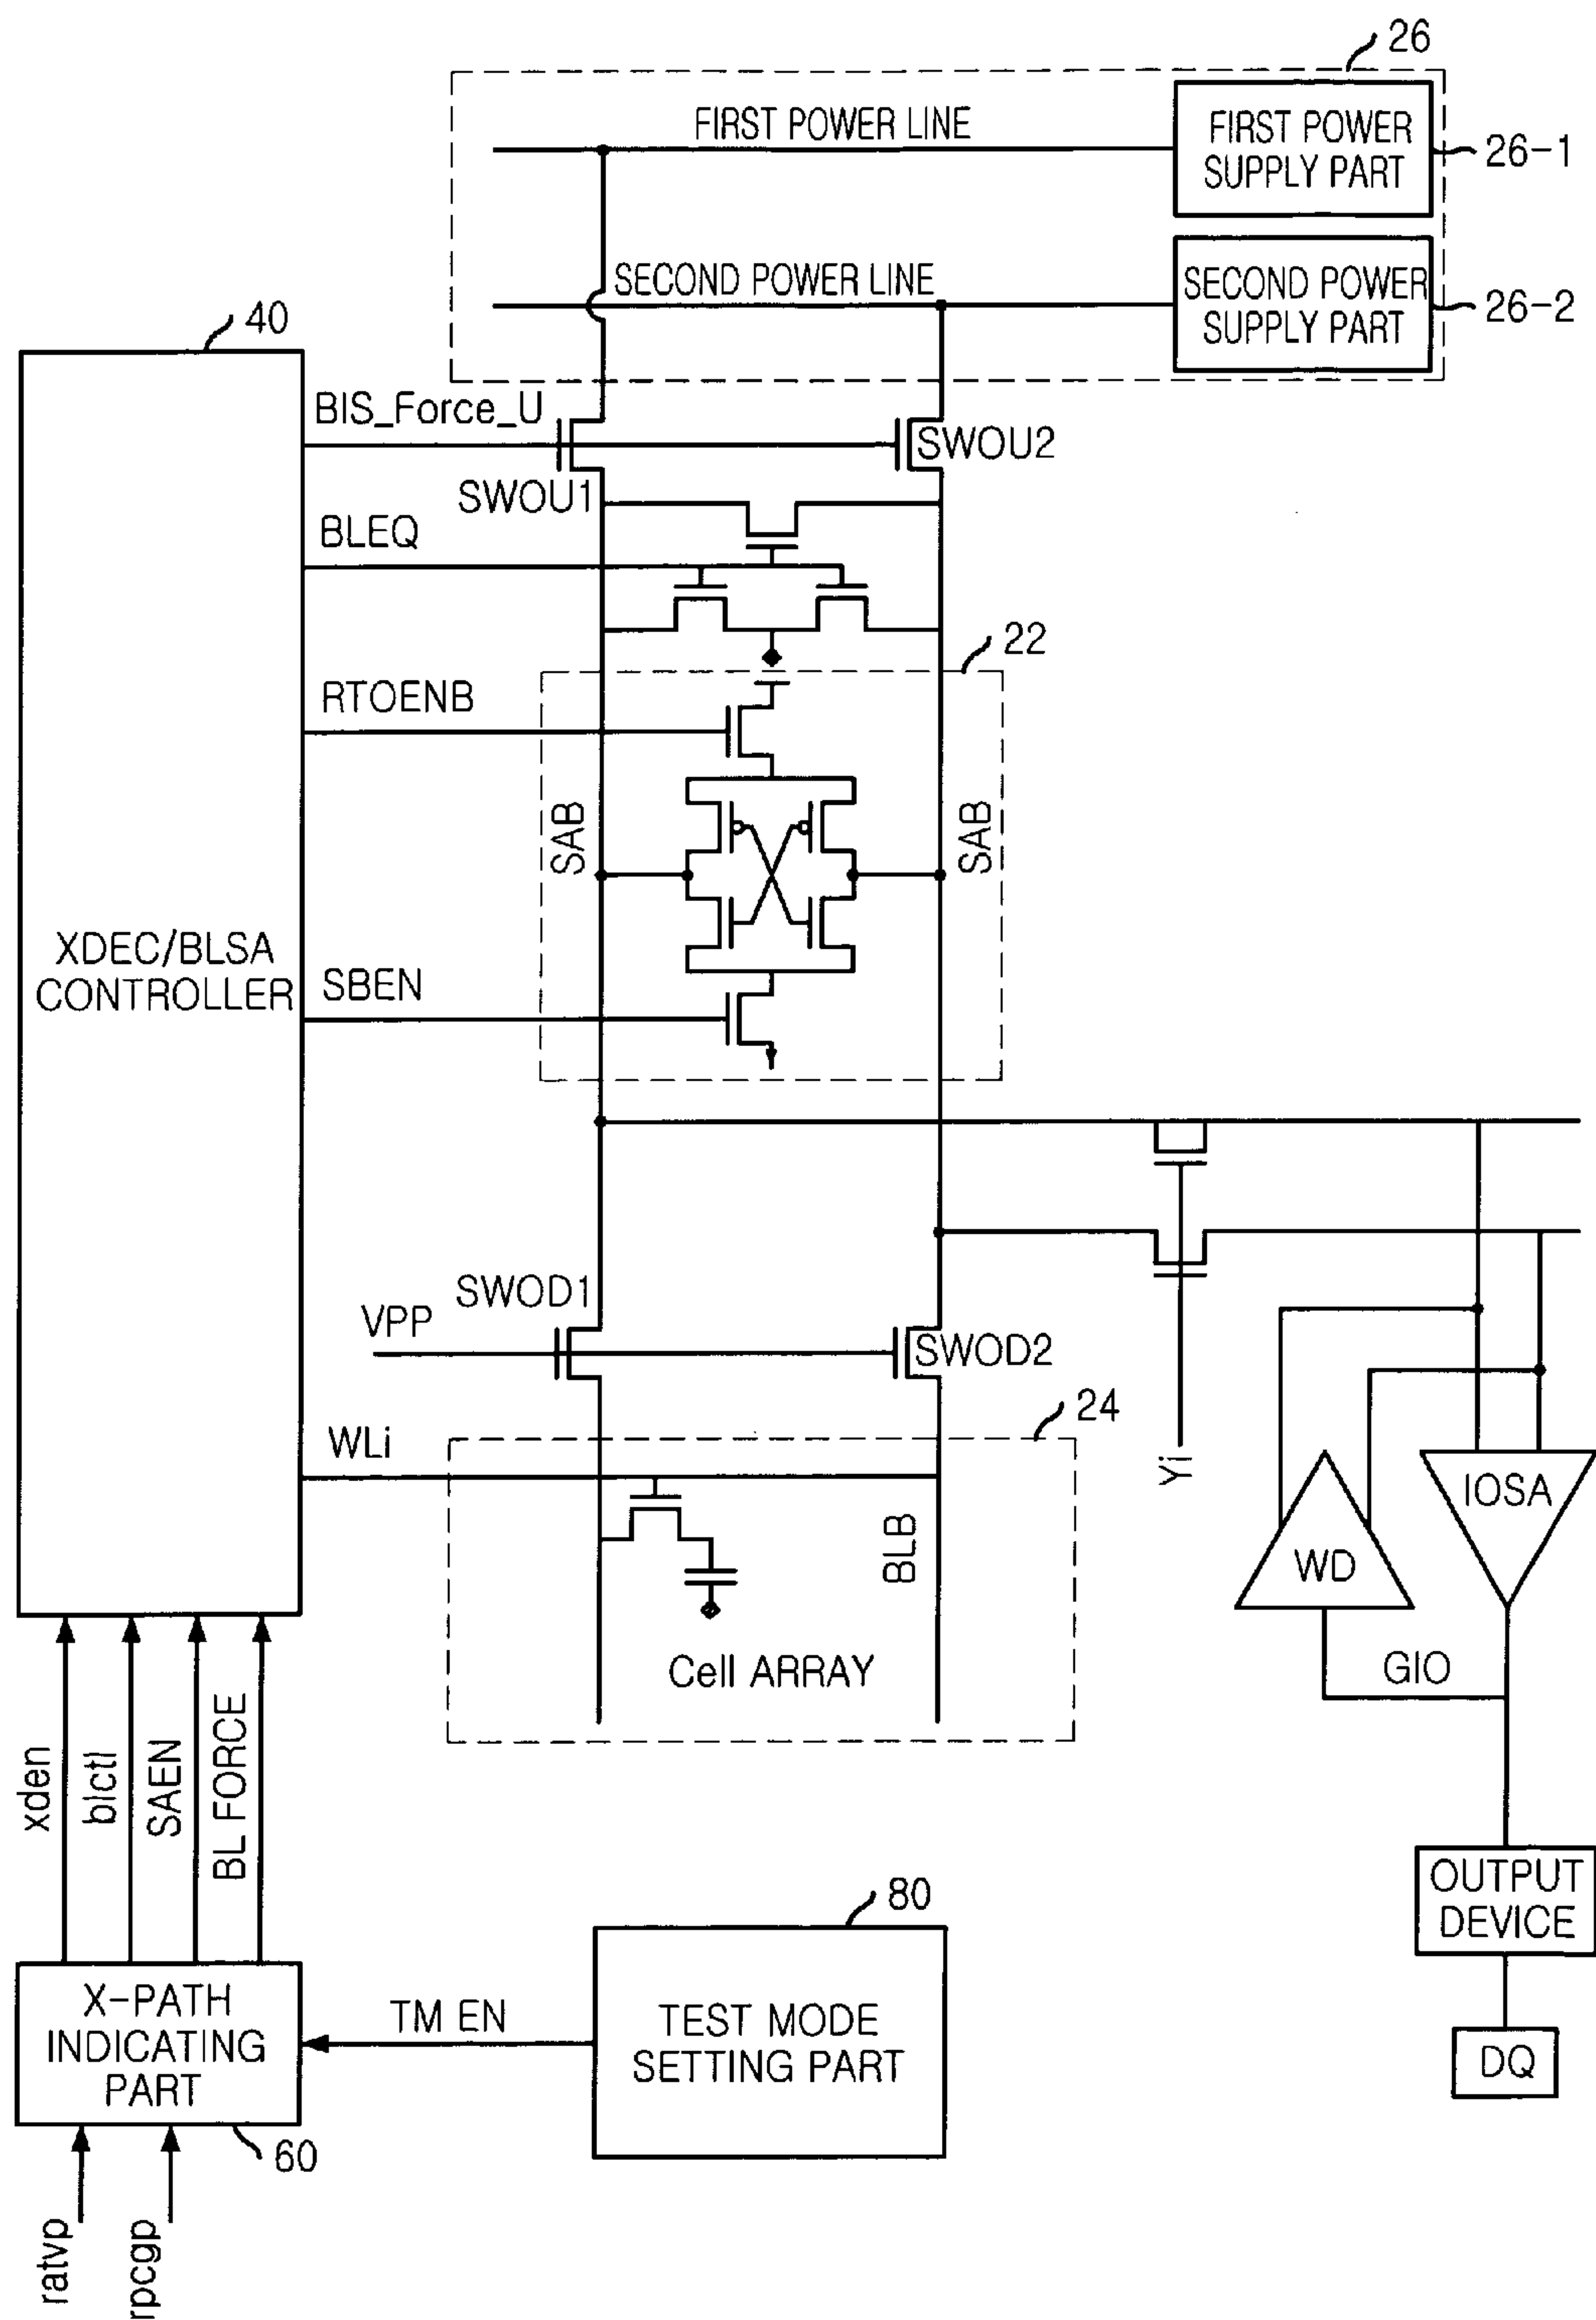 26
FIRST POWER LINE
FIRST POWER
SUPPLY PART
26-1
SECOND POWER LINE
SECOND POWER
SUPPLY PART
26-2
40
BIS_Force_U
SWOU2
SWOU1
BLEQ
22
RTOENB
SAB
SAB
XDEC/BLSA
CONTROLLER
SBEN
SWOD1
VPP
SWOD2
24
WLi
Yi
IOSA
BLB
WD
Cell ARRAY
GIO
xden
blctl
SAEN
BL FORCE
OUTPUT
DEVICE
80
X-PATH
INDICATING
PART
TM EN
TEST MODE
SETTING PART
DQ
60
ratvp
rpcgp